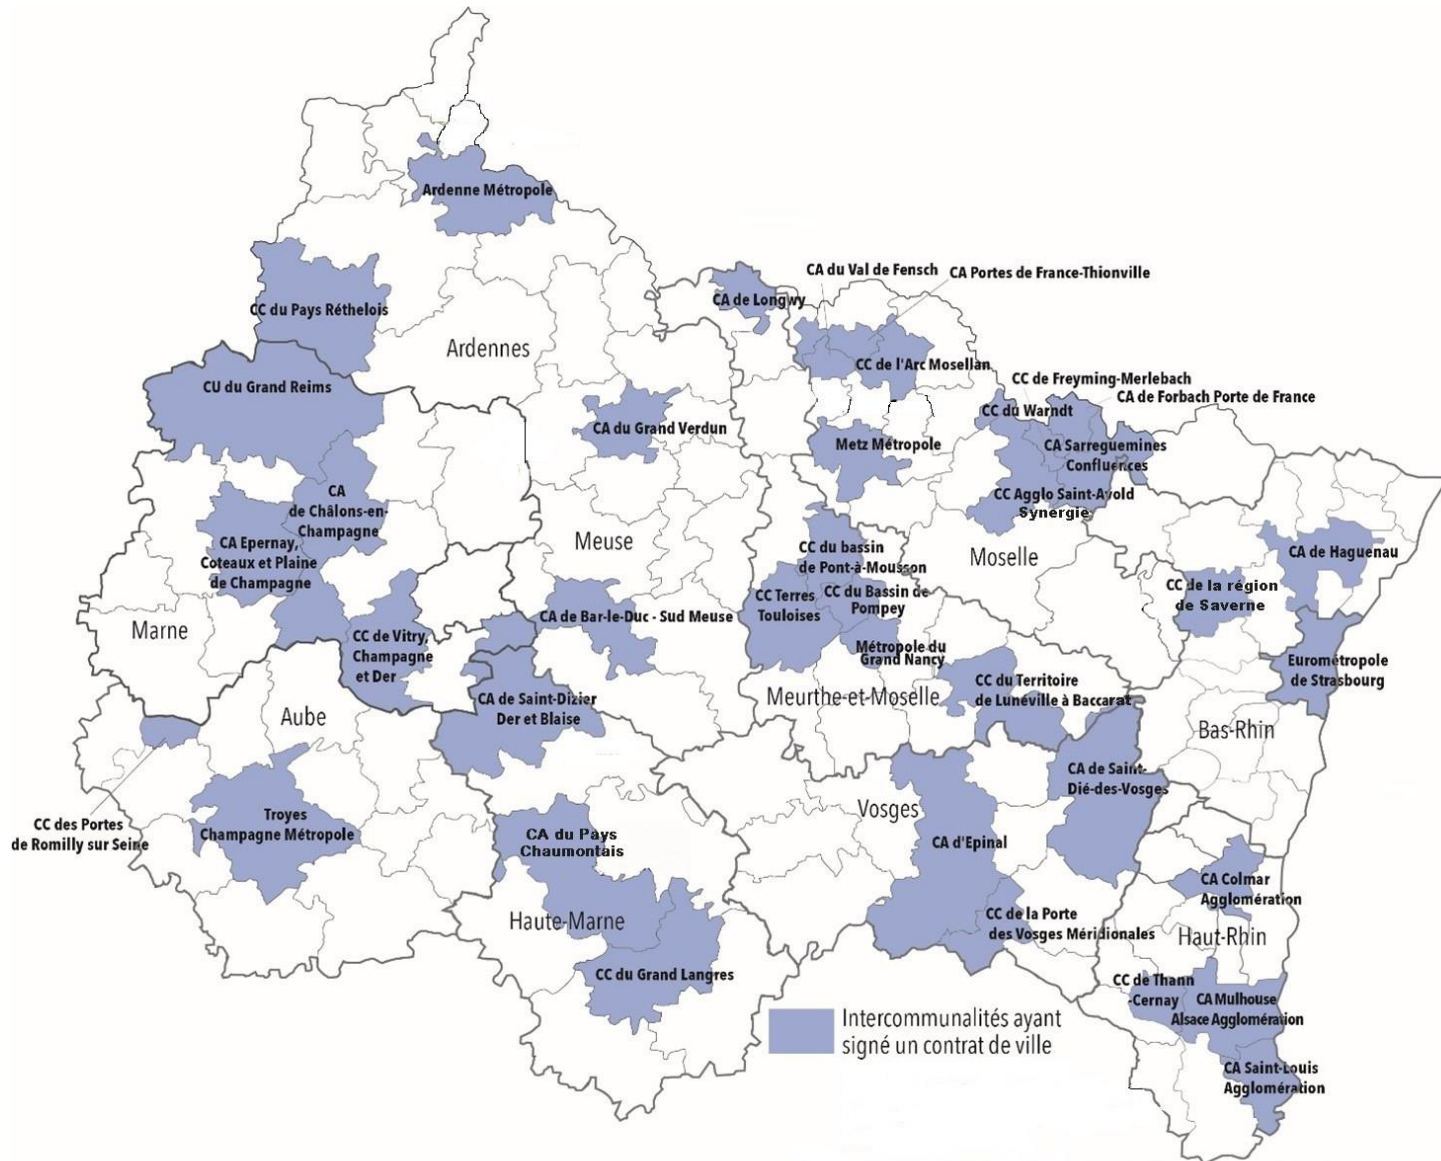 Ardenne Métropole
CA du Val de Fensch
CA Portes de France-Thionville
CA de Longwy
CC du Pays Réthelois
Ardennes
CC de l'Arc Mosellan
CC de Freyming-Merlebach
CA de Forbach Porte de France
CU du Grand Reims
CC du Warndt
CA du Grand Verdun
Metz Métropole
CA Sarreguemines
Confluences
CA
de Châlons-en-
Champagne
CC Agglo Saint-Avold
Synergie
CA Epernay,
Coteaux et Plaine
de Champagne
Meuse
CC du bassin
de Pont-à-Mousson
Moselle
CA de Haguenau
CC de la région
de Saverne
CC Terres
Touloises
CC du Bassin de
Pompey
CA de Bar-le-Duc - Sud Meuse
Marne
CC de Vitry,
Champagne
et Der
Métropole du
Grand Nancy
Eurométropole
de Strasbourg
CC du Territoire
de Lunéville à Baccarat
Meurthe-et-Moselle
CA de Saint-Dizier
Der et Blaise
Aube
Bas-Rhin
CA de Saint-
Dié-des-Vosges
Vosges
Troyes
Champagne Métropole
CC des Portes
de Romilly sur Seine
CA du Pays
Chaumontais
CA d'Epinal
CA Colmar
Agglomération
Haute-Marne
CC de la Porte
des Vosges Méridionales
Haut-Rhin
CC du Grand Langres
CC de Thann
-Cernay
CA Mulhouse
Alsace Agglomération
Intercommunalités ayant
signé un contrat de ville
CA Saint-Louis
Agglomération